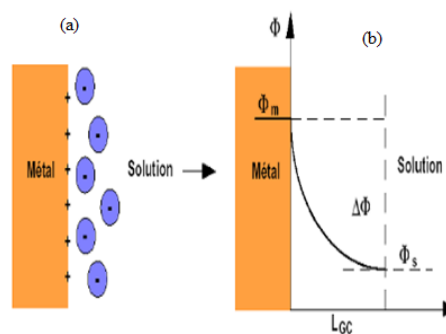 (a)
Métal
Solution
Φ
(b)
Φm
Métal
Solution
ΔΦ
Φs
LGC